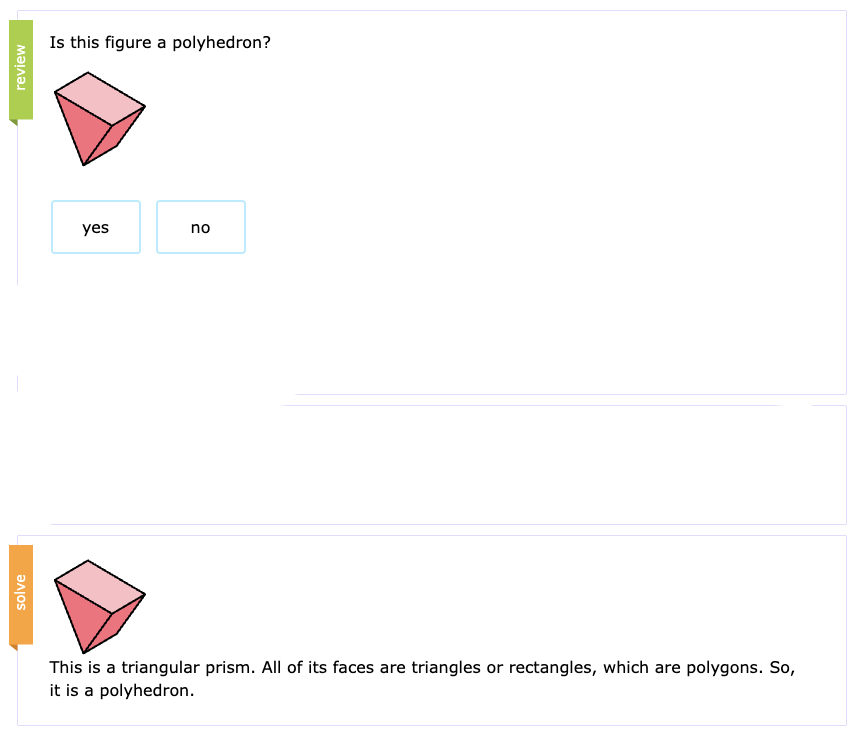 review
Is this figure a polyhedron?
yes
no
solve
This is a triangular prism. All of its faces are triangles or rectangles, which are polygons. So,
it is a polyhedron.